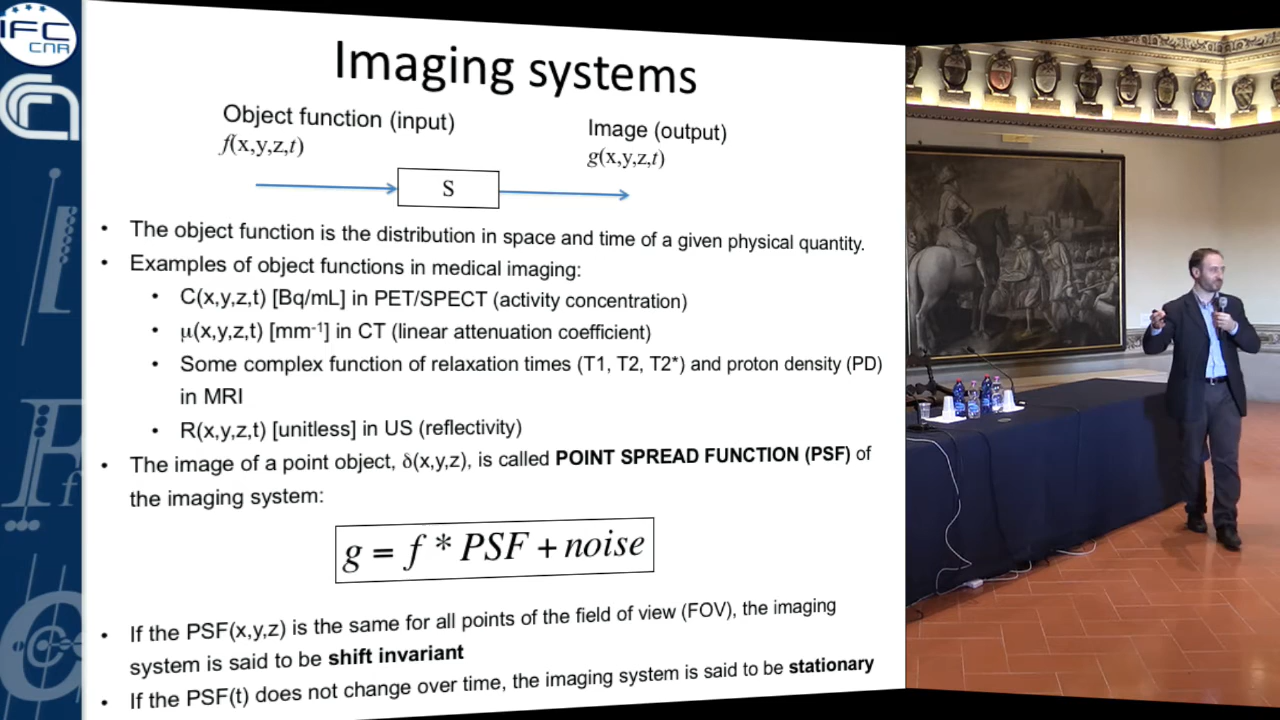 IFC
CNR
Imaging systems
Object function (input)
f(x,y,z,t)
Image (output)
g(x,y,z,t)
S
• The object function is the distribution in space and time of a given physical quantity.
• Examples of object functions in medical imaging:
• C(x,y,z,t) [Bq/mL] in PET/SPECT (activity concentration)
• μ(x,y,z,t) [mm⁻¹] in CT (linear attenuation coefficient)
• Some complex function of relaxation times (T1, T2, T2*) and proton density (PD)
in MRI
• R(x,y,z,t) [unitless] in US (reflectivity)
• The image of a point object, δ(x,y,z), is called POINT SPREAD FUNCTION (PSF) of
the imaging system:
g = f * PSF + noise
• If the PSF(x,y,z) is the same for all points of the field of view (FOV), the imaging
system is said to be shift invariant
• If the PSF(t) does not change over time, the imaging system is said to be stationary